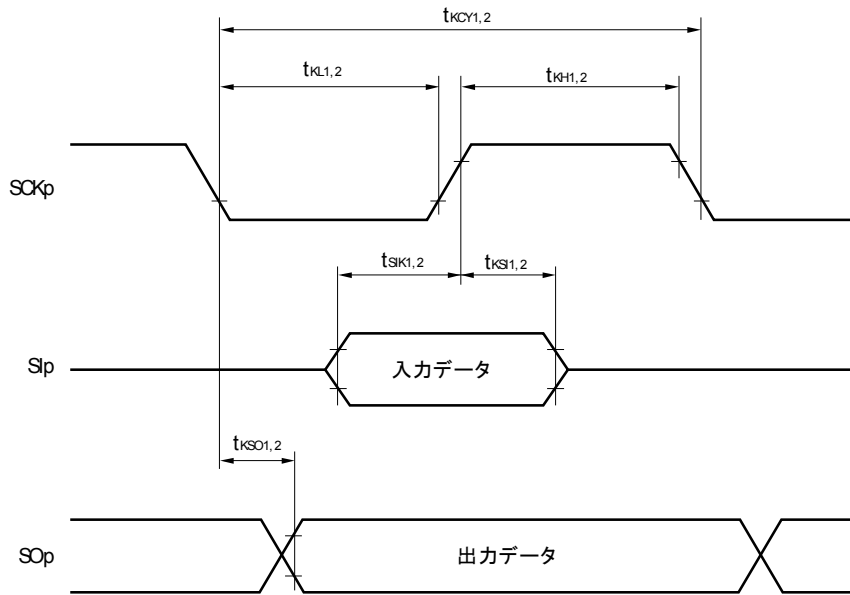 tKCY1, 2
tKL1, 2
tKH1, 2
SCKp
tSIK1, 2
tKSI1, 2
SIp
入力データ
tKSO1, 2
SOp
出力データ